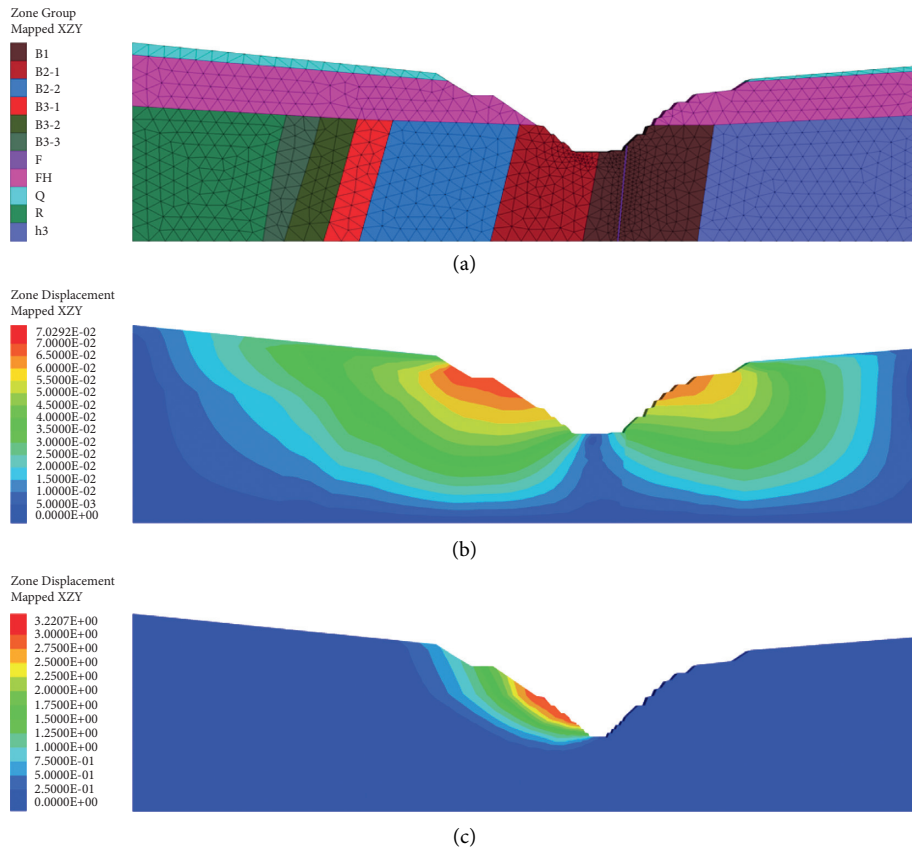 Zone Group
Mapped XZY
B1
B2-1
B2-2
B3-1
B3-2
B3-3
F
FH
Q
R
h3
(a)
Zone Displacement
Mapped XZY
7.0292E-02
7.0000E-02
6.5000E-02
6.0000E-02
5.5000E-02
5.0000E-02
4.5000E-02
4.0000E-02
3.5000E-02
3.0000E-02
2.5000E-02
2.0000E-02
1.5000E-02
1.0000E-02
5.0000E-03
0.0000E+00
(b)
Zone Displacement
Mapped XZY
3.2207E+00
3.0000E+00
2.7500E+00
2.5000E+00
2.2500E+00
2.0000E+00
1.7500E+00
1.5000E+00
1.2500E+00
1.0000E+00
7.5000E-01
5.0000E-01
2.5000E-01
0.0000E+00
(c)